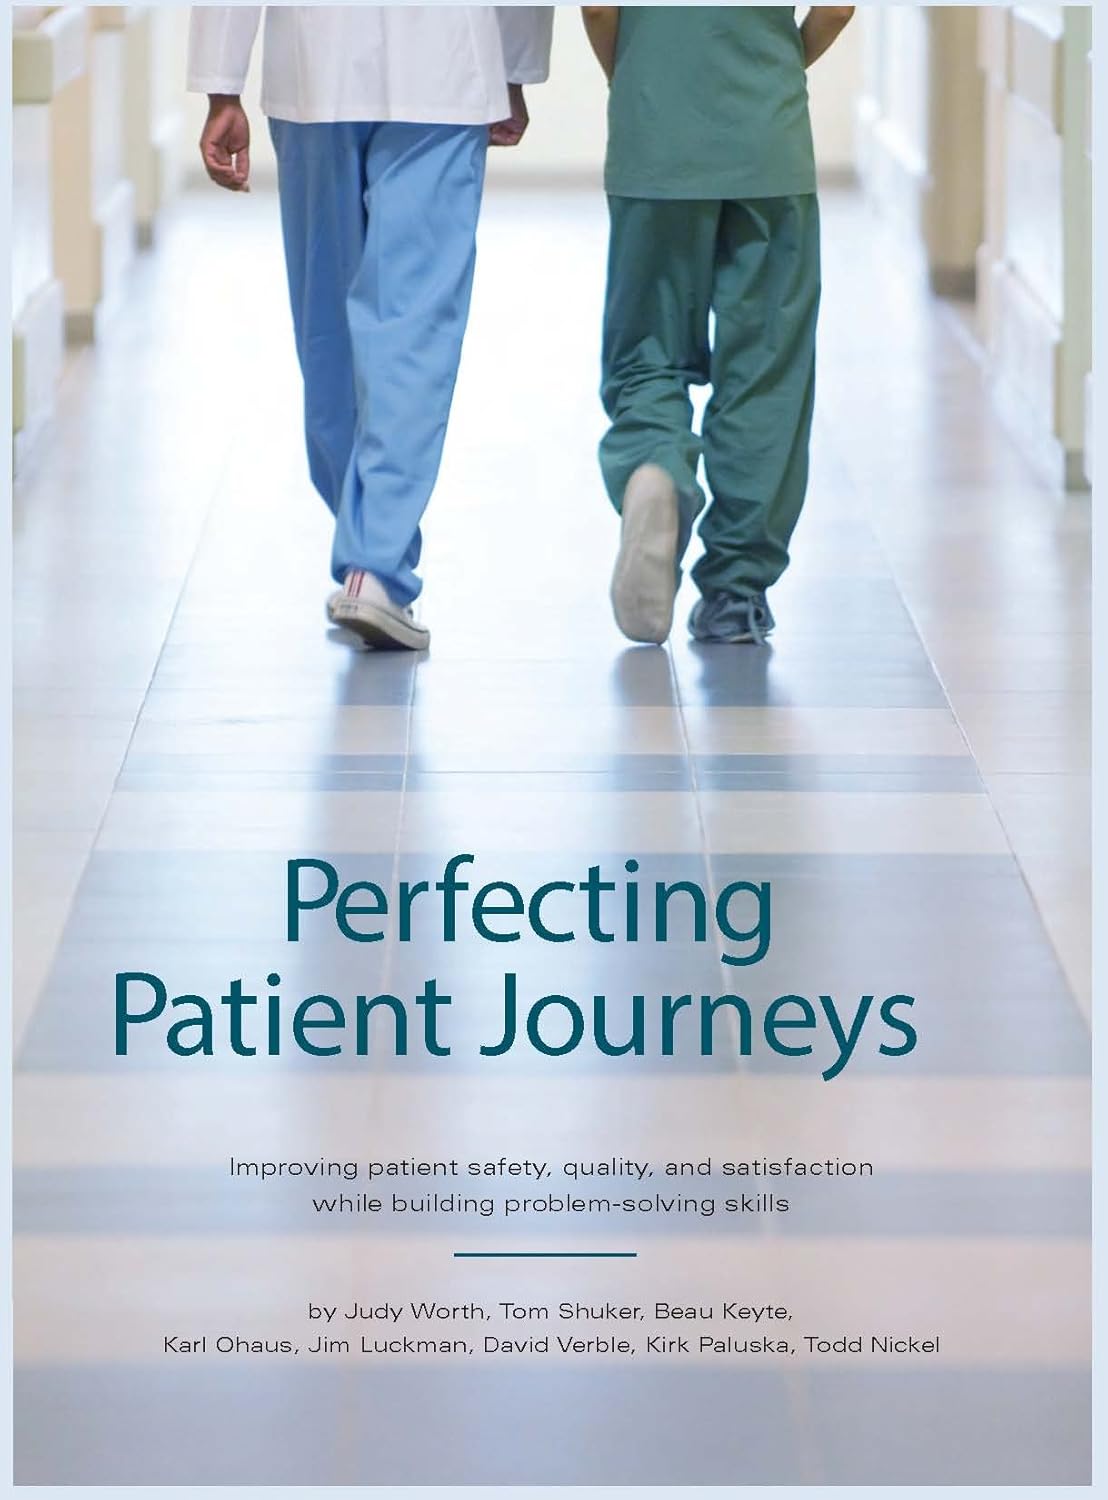 Perfecting
Patient Journeys
Improving patient safety, quality, and satisfaction
while building problem-solving skills
by Judy Worth, Tom Shuker, Beau Keyte,
Karl Ohaus, Jim Luckman, David Verble, Kirk Paluska, Todd Nickel